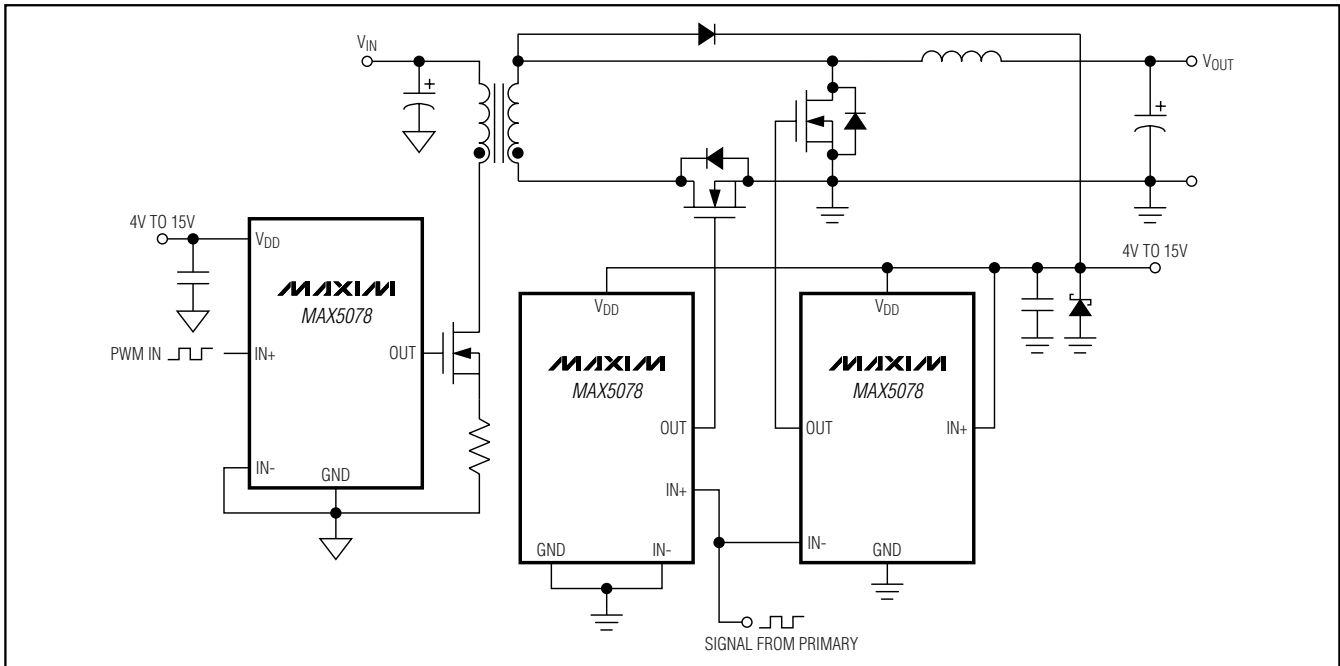 VIN
+
VOUT
+
4V TO 15V
VDD
MAXIM
MAX5078
PWM IN
IN+
OUT
IN-
GND
4V TO 15V
VDD
MAXIM
MAX5078
OUT
IN+
GND
IN-
VDD
MAXIM
MAX5078
OUT
IN+
IN-
GND
SIGNAL FROM PRIMARY